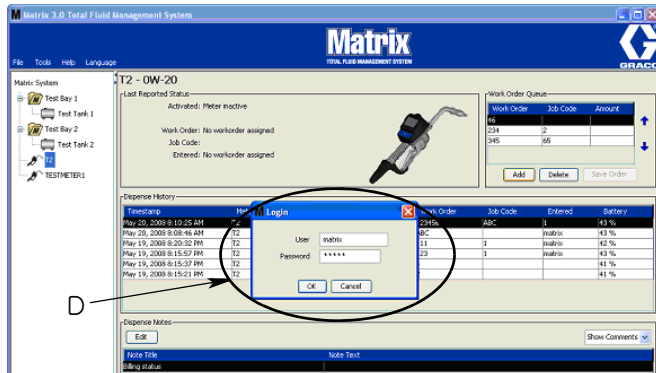 Matrix 3.0 Total Fluid Management System
Matrix
TOTAL FLUID MANAGEMENT SYSTEM
GRACO
File Tools Help Language
Matrix System
Test Bay 1
Test Tank 1
Test Bay 2
Test Tank 2
T2
TESTMETER1
T2 - 0W-20
Last Reported Status
Activated: Meter inactive
Work Order: No workorder assigned
Job Code:
Entered: No workorder assigned
Work Order Queue
Work Order Job Code Amount
46
234 2
345 65
Add Delete Save Order
Dispense History
Timestamp Work Order Job Code Entered Battery
May 20, 2008 8:10:25 AM T2 23456 ABC 1 43 %
May 20, 2008 8:08:46 AM T2 ABC matrix 43 %
May 19, 2008 8:20:32 PM T2 11 1 matrix 42 %
May 19, 2008 8:15:57 PM T2 23 1 matrix 43 %
May 19, 2008 8:15:37 PM T2 41 %
May 19, 2008 8:15:21 PM T2 41 %
M Login
User matrix
Password *****
OK Cancel
D
Dispense Notes
Edit Show Comments
Note Title Note Text
Billing status